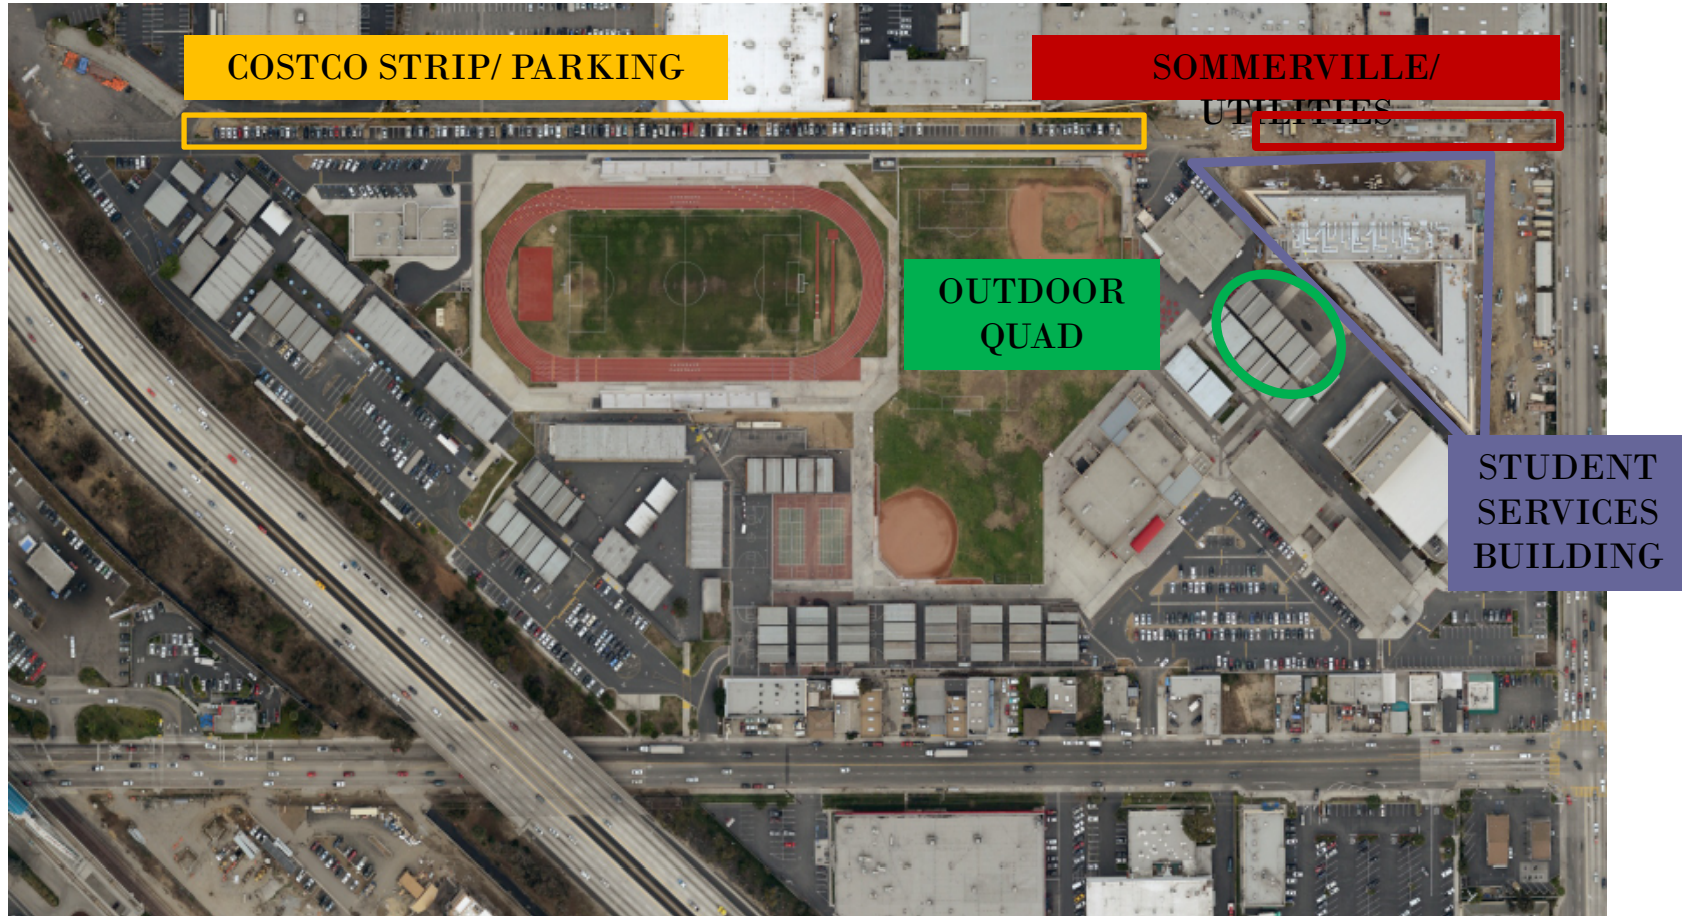 COSTCO STRIP/ PARKING
SOMMERVILLE/
UTILITIES
OUTDOOR
QUAD
STUDENT
SERVICES
BUILDING